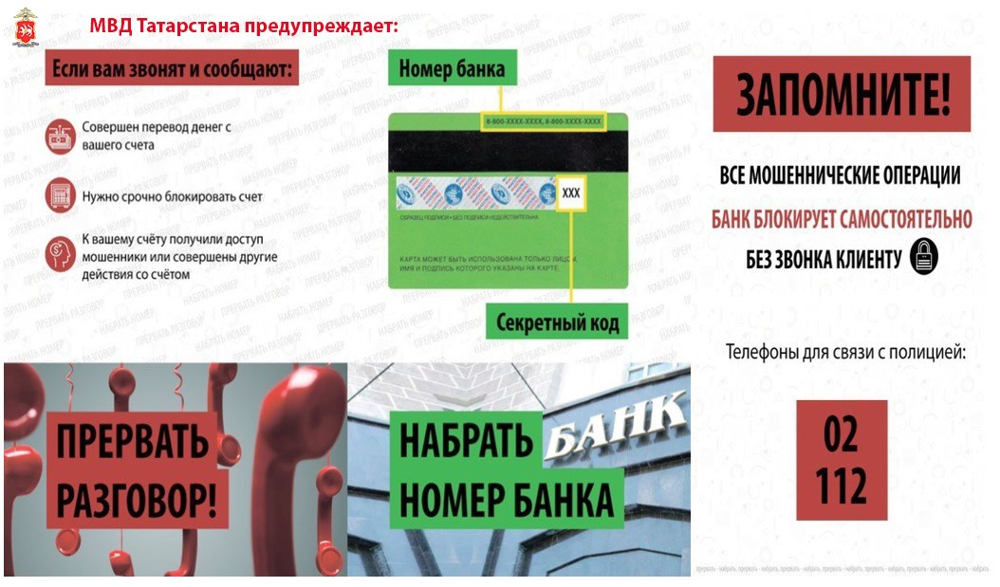 МВД Татарстана предупреждает:
Если вам звонят и сообщают:
Совершен перевод денег с
вашего счета
Нужно срочно блокировать счет
К вашему счёту получили доступ
мошенники или совершены другие
действия со счётом
ПРЕРВАТЬ
РАЗГОВОР!
Номер банка
8-800-XXXX-XXXX, 8-800-XXXX-XXXX
XXX
ОБРАЗЕЦ ПОДПИСИ • БЕЗ ПОДПИСИ НЕДЕЙСТВИТЕЛЬНА
КАРТА МОЖЕТ БЫТЬ ИСПОЛЬЗОВАНА ТОЛЬКО ЛИЦОМ,
ИМЯ И ПОДПИСЬ КОТОРОГО УКАЗАНЫ НА КАРТЕ.
Секретный код
БАНК
НАБРАТЬ
НОМЕР БАНКА
ЗАПОМНИТЕ!
ВСЕ МОШЕННИЧЕСКИЕ ОПЕРАЦИИ
БАНК БЛОКИРУЕТ САМОСТОЯТЕЛЬНО
БЕЗ ЗВОНКА КЛИЕНТУ
Телефоны для связи с полицией:
02
112